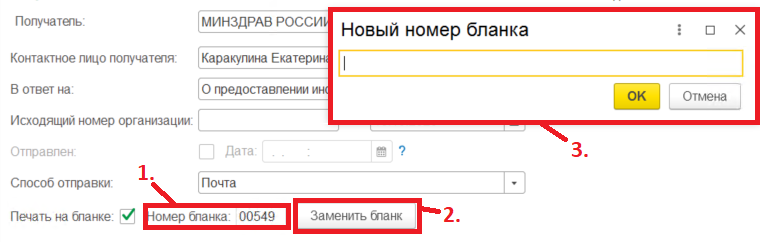 Получатель: МИНЗДРАВ РОССИИ
Новый номер бланка
Контактное лицо получателя: Каракулина Екатерина
В ответ на: О предоставлении
OK Отмена
Исходящий номер организации:
3.
Отправлен: Дата: . . : ?
1.
Способ отправки: Почта
2.
Печать на бланке: Номер бланка: 00549 Заменить бланк